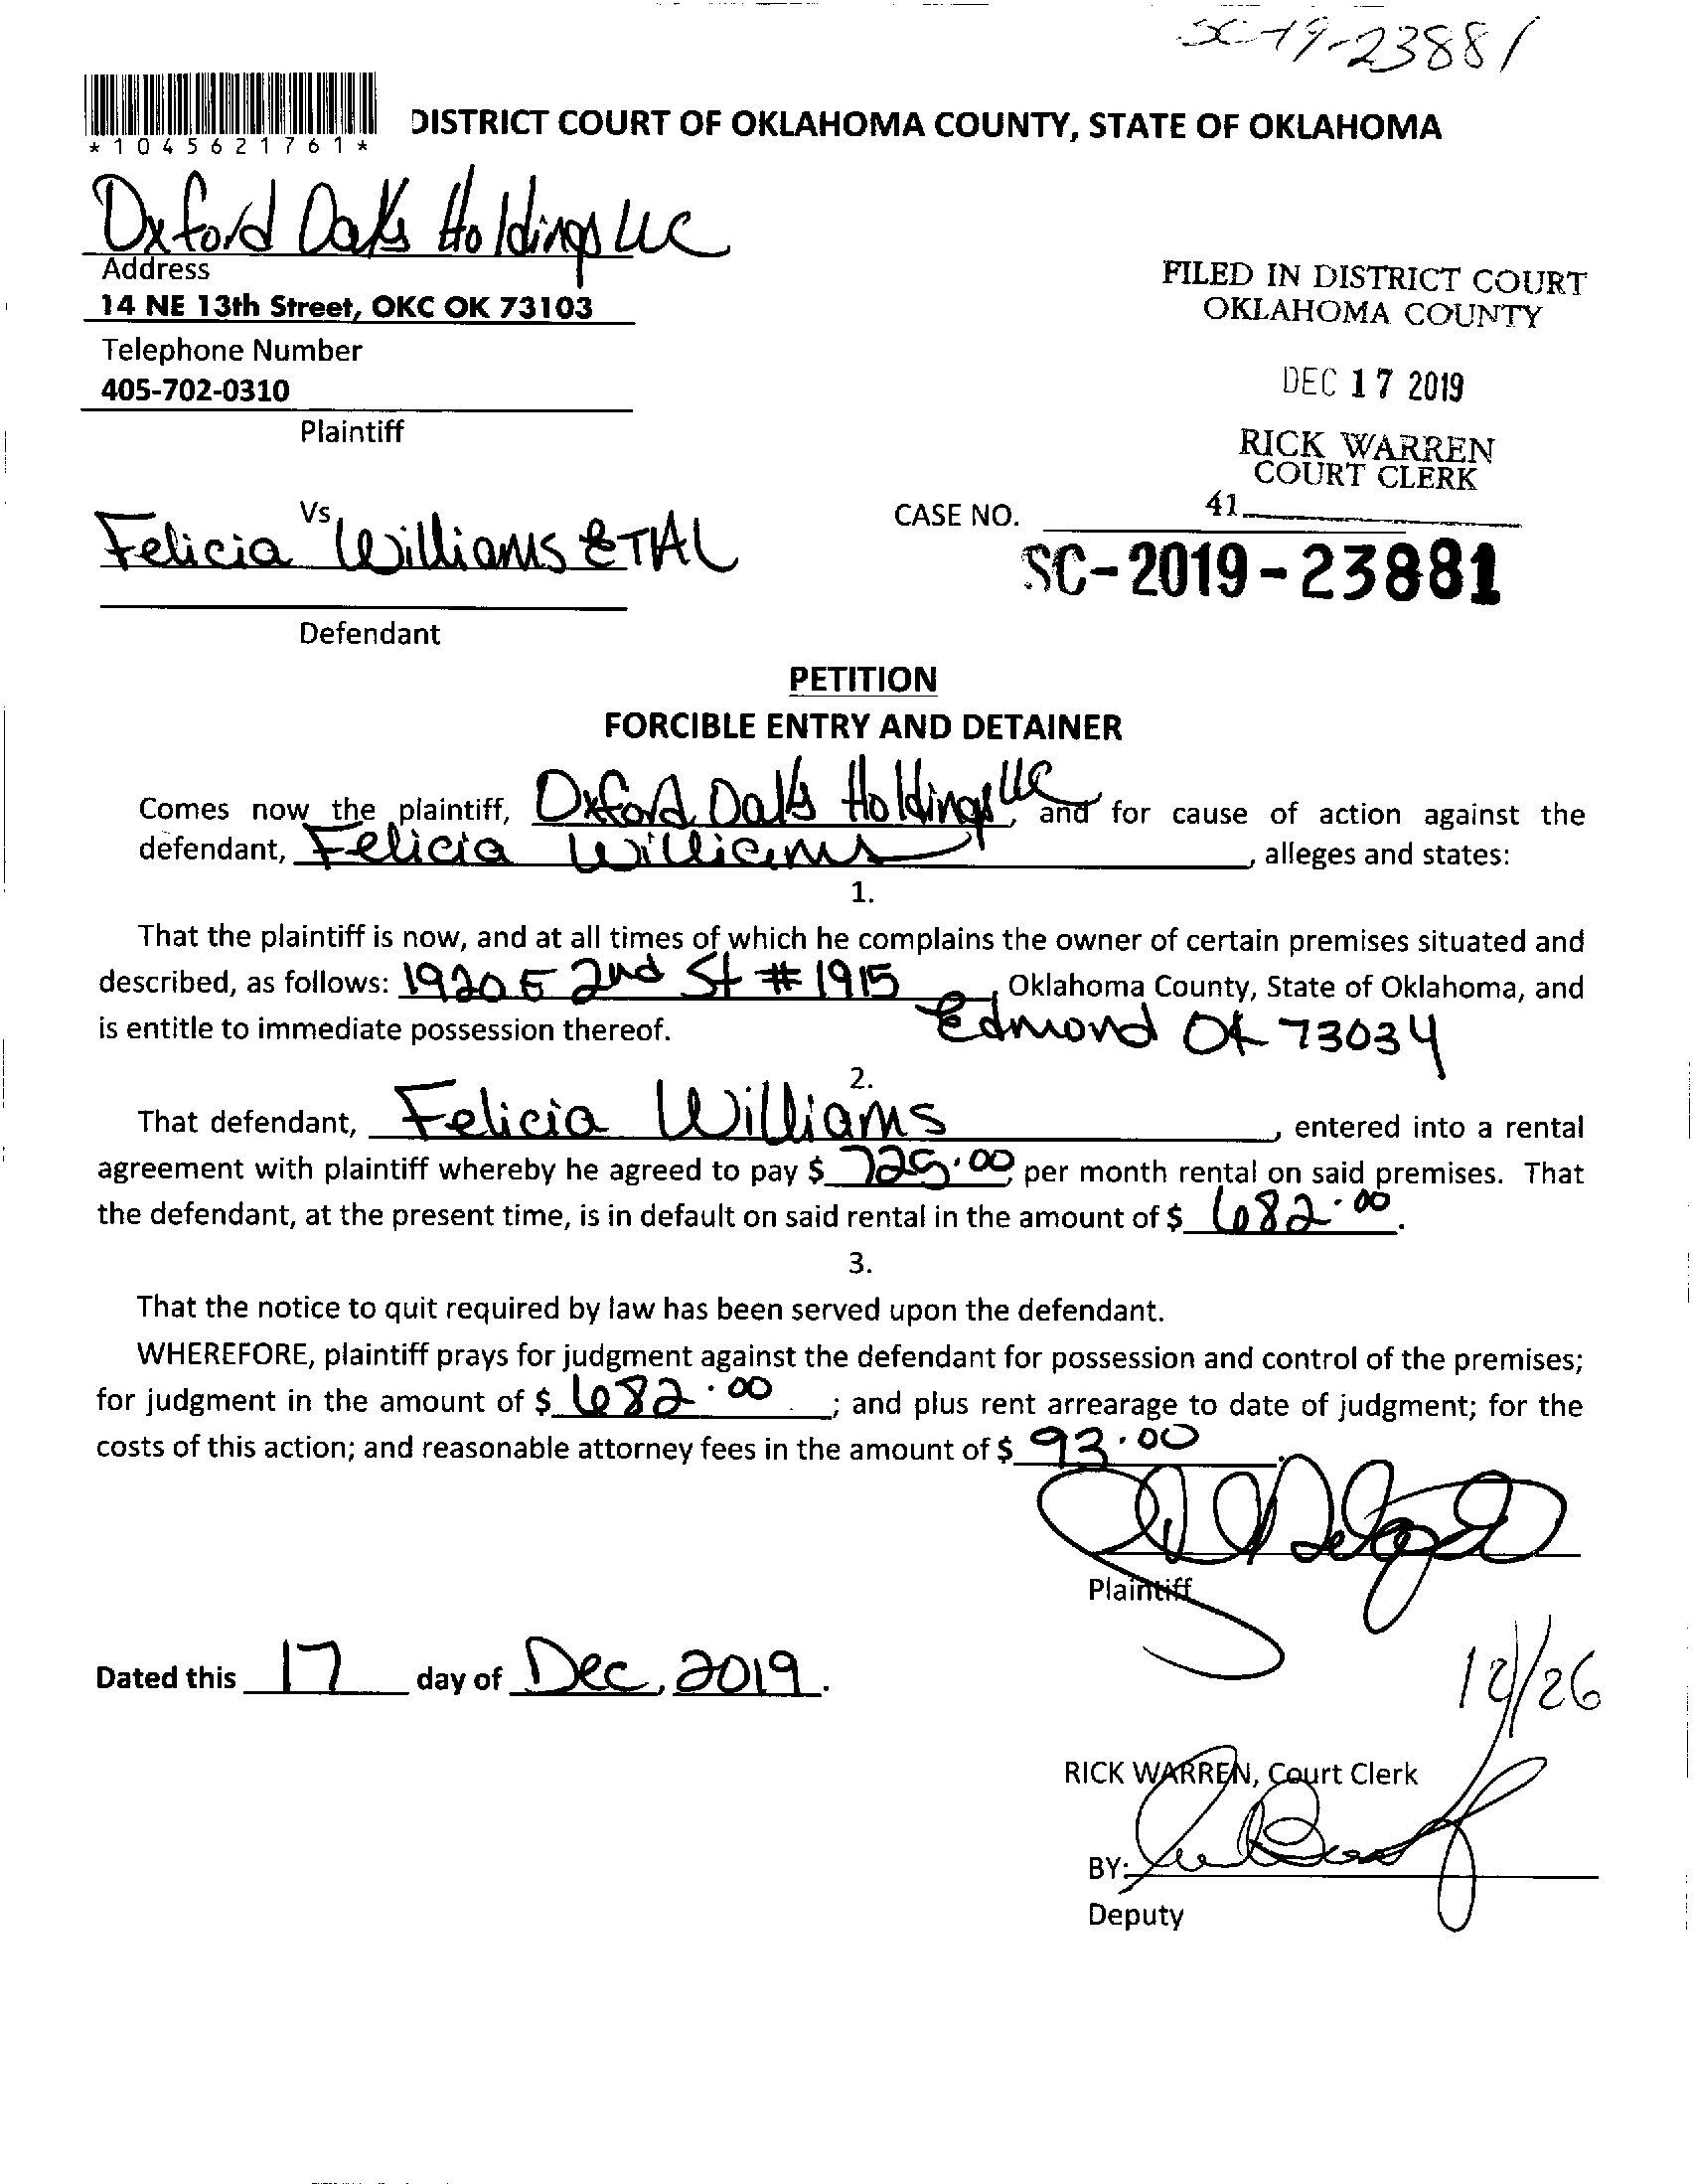 SC-19-23881
*1045621761*
DISTRICT COURT OF OKLAHOMA COUNTY, STATE OF OKLAHOMA
Oxford Oaks Holdings LLC
Address
14 NE 13th Street, OKC OK 73103
Telephone Number
405-702-0310
Plaintiff
FILED IN DISTRICT COURT
OKLAHOMA COUNTY
DEC 17 2019
RICK WARREN
COURT CLERK
41
Vs
Felicia Williams ETAL
Defendant
CASE NO.
SC-2019-23881
PETITION
FORCIBLE ENTRY AND DETAINER
Comes now the plaintiff, Oxford Oaks Holdings LLC, and for cause of action against the
defendant, Felicia Williams, alleges and states:
1.
That the plaintiff is now, and at all times of which he complains the owner of certain premises situated and
described, as follows: 1920 E 2nd St # 1915, Oklahoma County, State of Oklahoma, and
is entitle to immediate possession thereof. Edmond OK 73034
2.
That defendant, Felicia Williams, entered into a rental
agreement with plaintiff whereby he agreed to pay $ 725.00, per month rental on said premises. That
the defendant, at the present time, is in default on said rental in the amount of $ 682.00.
3.
That the notice to quit required by law has been served upon the defendant.
WHEREFORE, plaintiff prays for judgment against the defendant for possession and control of the premises;
for judgment in the amount of $ 682.00; and plus rent arrearage to date of judgment; for the
costs of this action; and reasonable attorney fees in the amount of $ 93.00.
Plaintiff
Dated this 17 day of Dec, 2019.
12/26
RICK WARREN, Court Clerk
BY:
Deputy